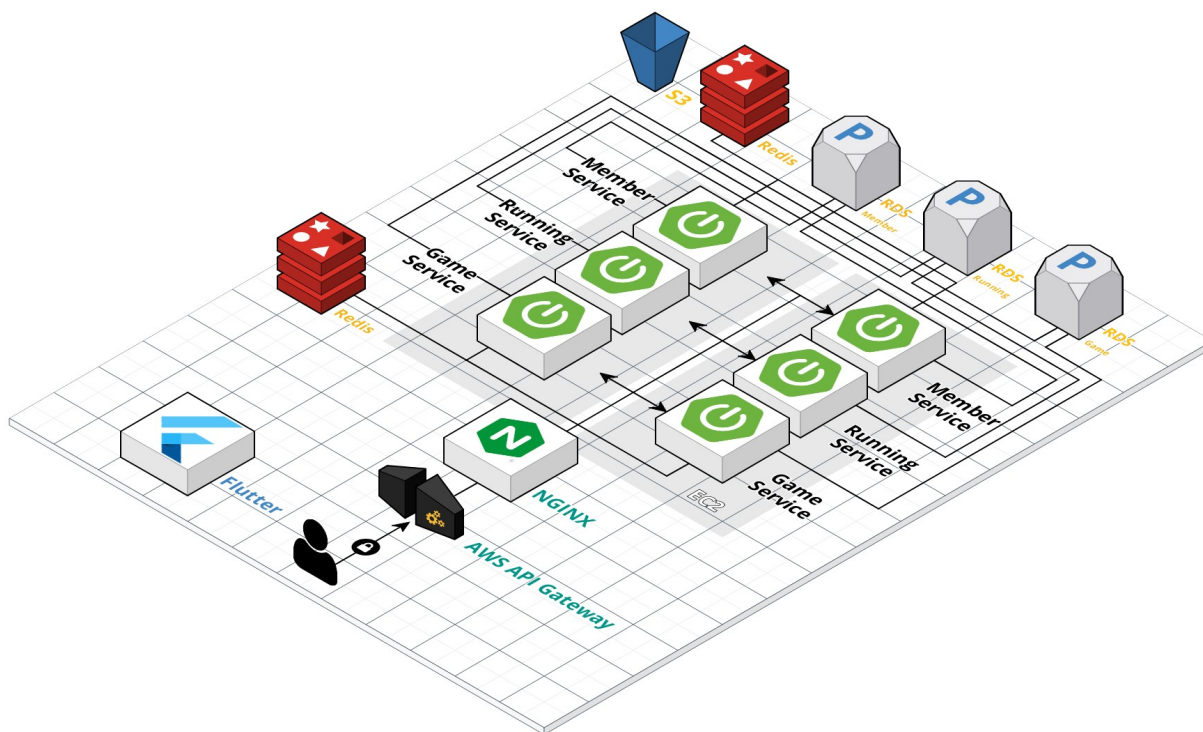 S3
Redis
RDS
Member
RDS
Running
RDS
Game
Member
Service
Running
Service
Game
Service
Redis
Member
Service
Running
Service
Game
Service
EC2
NGINX
Flutter
AWS API Gateway
P
P
P
N